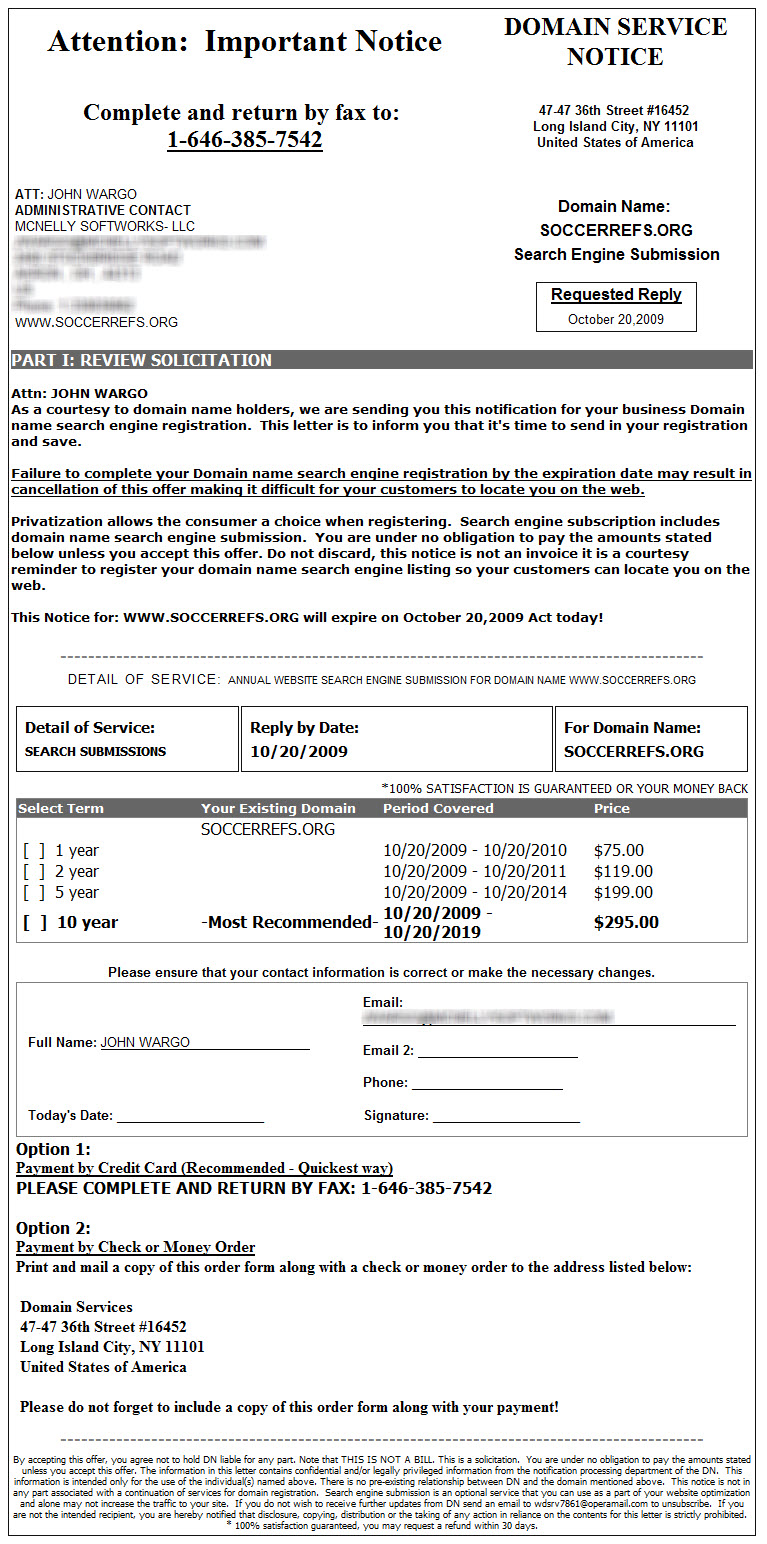 Attention:  Important Notice
DOMAIN SERVICE
NOTICE
Complete and return by fax to:
1-646-385-7542
47-47 36th Street #16452
Long Island City, NY 11101
United States of America
ATT: JOHN WARGO
ADMINISTRATIVE CONTACT
MCNELLY SOFTWORKS- LLC
WWW.SOCCERREFS.ORG
Domain Name:
SOCCERREFS.ORG
Search Engine Submission
Requested Reply
October 20,2009
PART I: REVIEW SOLICITATION
Attn: JOHN WARGO
As a courtesy to domain name holders, we are sending you this notification for your business Domain
name search engine registration.  This letter is to inform you that it's time to send in your registration
and save.
Failure to complete your Domain name search engine registration by the expiration date may result in
cancellation of this offer making it difficult for your customers to locate you on the web.
Privatization allows the consumer a choice when registering.  Search engine subscription includes
domain name search engine submission.  You are under no obligation to pay the amounts stated
below unless you accept this offer. Do not discard, this notice is not an invoice it is a courtesy
reminder to register your domain name search engine listing so your customers can locate you on the
web.
This Notice for: WWW.SOCCERREFS.ORG will expire on October 20,2009 Act today!
DETAIL OF SERVICE: ANNUAL WEBSITE SEARCH ENGINE SUBMISSION FOR DOMAIN NAME WWW.SOCCERREFS.ORG
Detail of Service:
SEARCH SUBMISSIONS
Reply by Date:
10/20/2009
For Domain Name:
SOCCERREFS.ORG
*100% SATISFACTION IS GUARANTEED OR YOUR MONEY BACK
Select Term Your Existing Domain Period Covered Price
SOCCERREFS.ORG
[ ] 1 year 10/20/2009 - 10/20/2010 $75.00
[ ] 2 year 10/20/2009 - 10/20/2011 $119.00
[ ] 5 year 10/20/2009 - 10/20/2014 $199.00
[ ] 10 year -Most Recommended- 10/20/2009 - 10/20/2019 $295.00
Please ensure that your contact information is correct or make the necessary changes.
Email:
Full Name: JOHN WARGO
Email 2:
Phone:
Today's Date:
Signature:
Option 1:
Payment by Credit Card (Recommended - Quickest way)
PLEASE COMPLETE AND RETURN BY FAX: 1-646-385-7542
Option 2:
Payment by Check or Money Order
Print and mail a copy of this order form along with a check or money order to the address listed below:
Domain Services
47-47 36th Street #16452
Long Island City, NY 11101
United States of America
Please do not forget to include a copy of this order form along with your payment!
By accepting this offer, you agree not to hold DN liable for any part. Note that THIS IS NOT A BILL. This is a solicitation.  You are under no obligation to pay the amounts stated
unless you accept this offer. The information in this letter contains confidential and/or legally privileged information from the notification processing department of the DN.  This
information is intended only for the use of the individual(s) named above. There is no pre-existing relationship between DN and the domain mentioned above.  This notice is not in
any part associated with a continuation of services for domain registration.  Search engine submission is an optional service that you can use as a part of your website optimization
and alone may not increase the traffic to your site.  If you do not wish to receive further updates from DN send an email to wdsrv7861@operamail.com to unsubscribe.  If you
are not the intended recipient, you are hereby notified that disclosure, copying, distribution or the taking of any action in reliance on the contents for this letter is strictly prohibited.
* 100% satisfaction guaranteed, you may request a refund within 30 days.